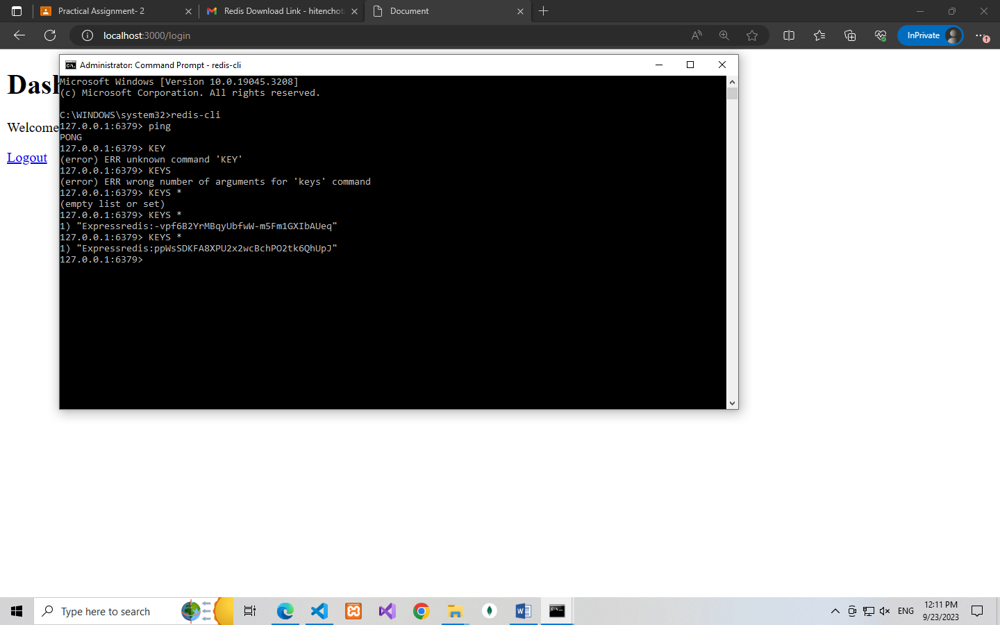 Practical Assignment- 2
Redis Download Link - hitenchot
Document
localhost:3000/login
InPrivate
Administrator: Command Prompt - redis-cli
Microsoft Windows [Version 10.0.19045.3208]
(c) Microsoft Corporation. All rights reserved.
C:\WINDOWS\system32>redis-cli
127.0.0.1:6379> ping
PONG
127.0.0.1:6379> KEY
(error) ERR unknown command 'KEY'
127.0.0.1:6379> KEYS
(error) ERR wrong number of arguments for 'keys' command
127.0.0.1:6379> KEYS *
(empty list or set)
127.0.0.1:6379> KEYS *
1) "Expressredis:-vpf6B2YrMBqyUbfwW-m5Fm1GXIbAUeq"
127.0.0.1:6379> KEYS *
1) "Expressredis:ppWsSDKFA8XPU2x2wcBchPO2tk6QhUpJ"
127.0.0.1:6379>
Das
Welcome
Logout
Type here to search
ENG
12:11 PM
9/23/2023